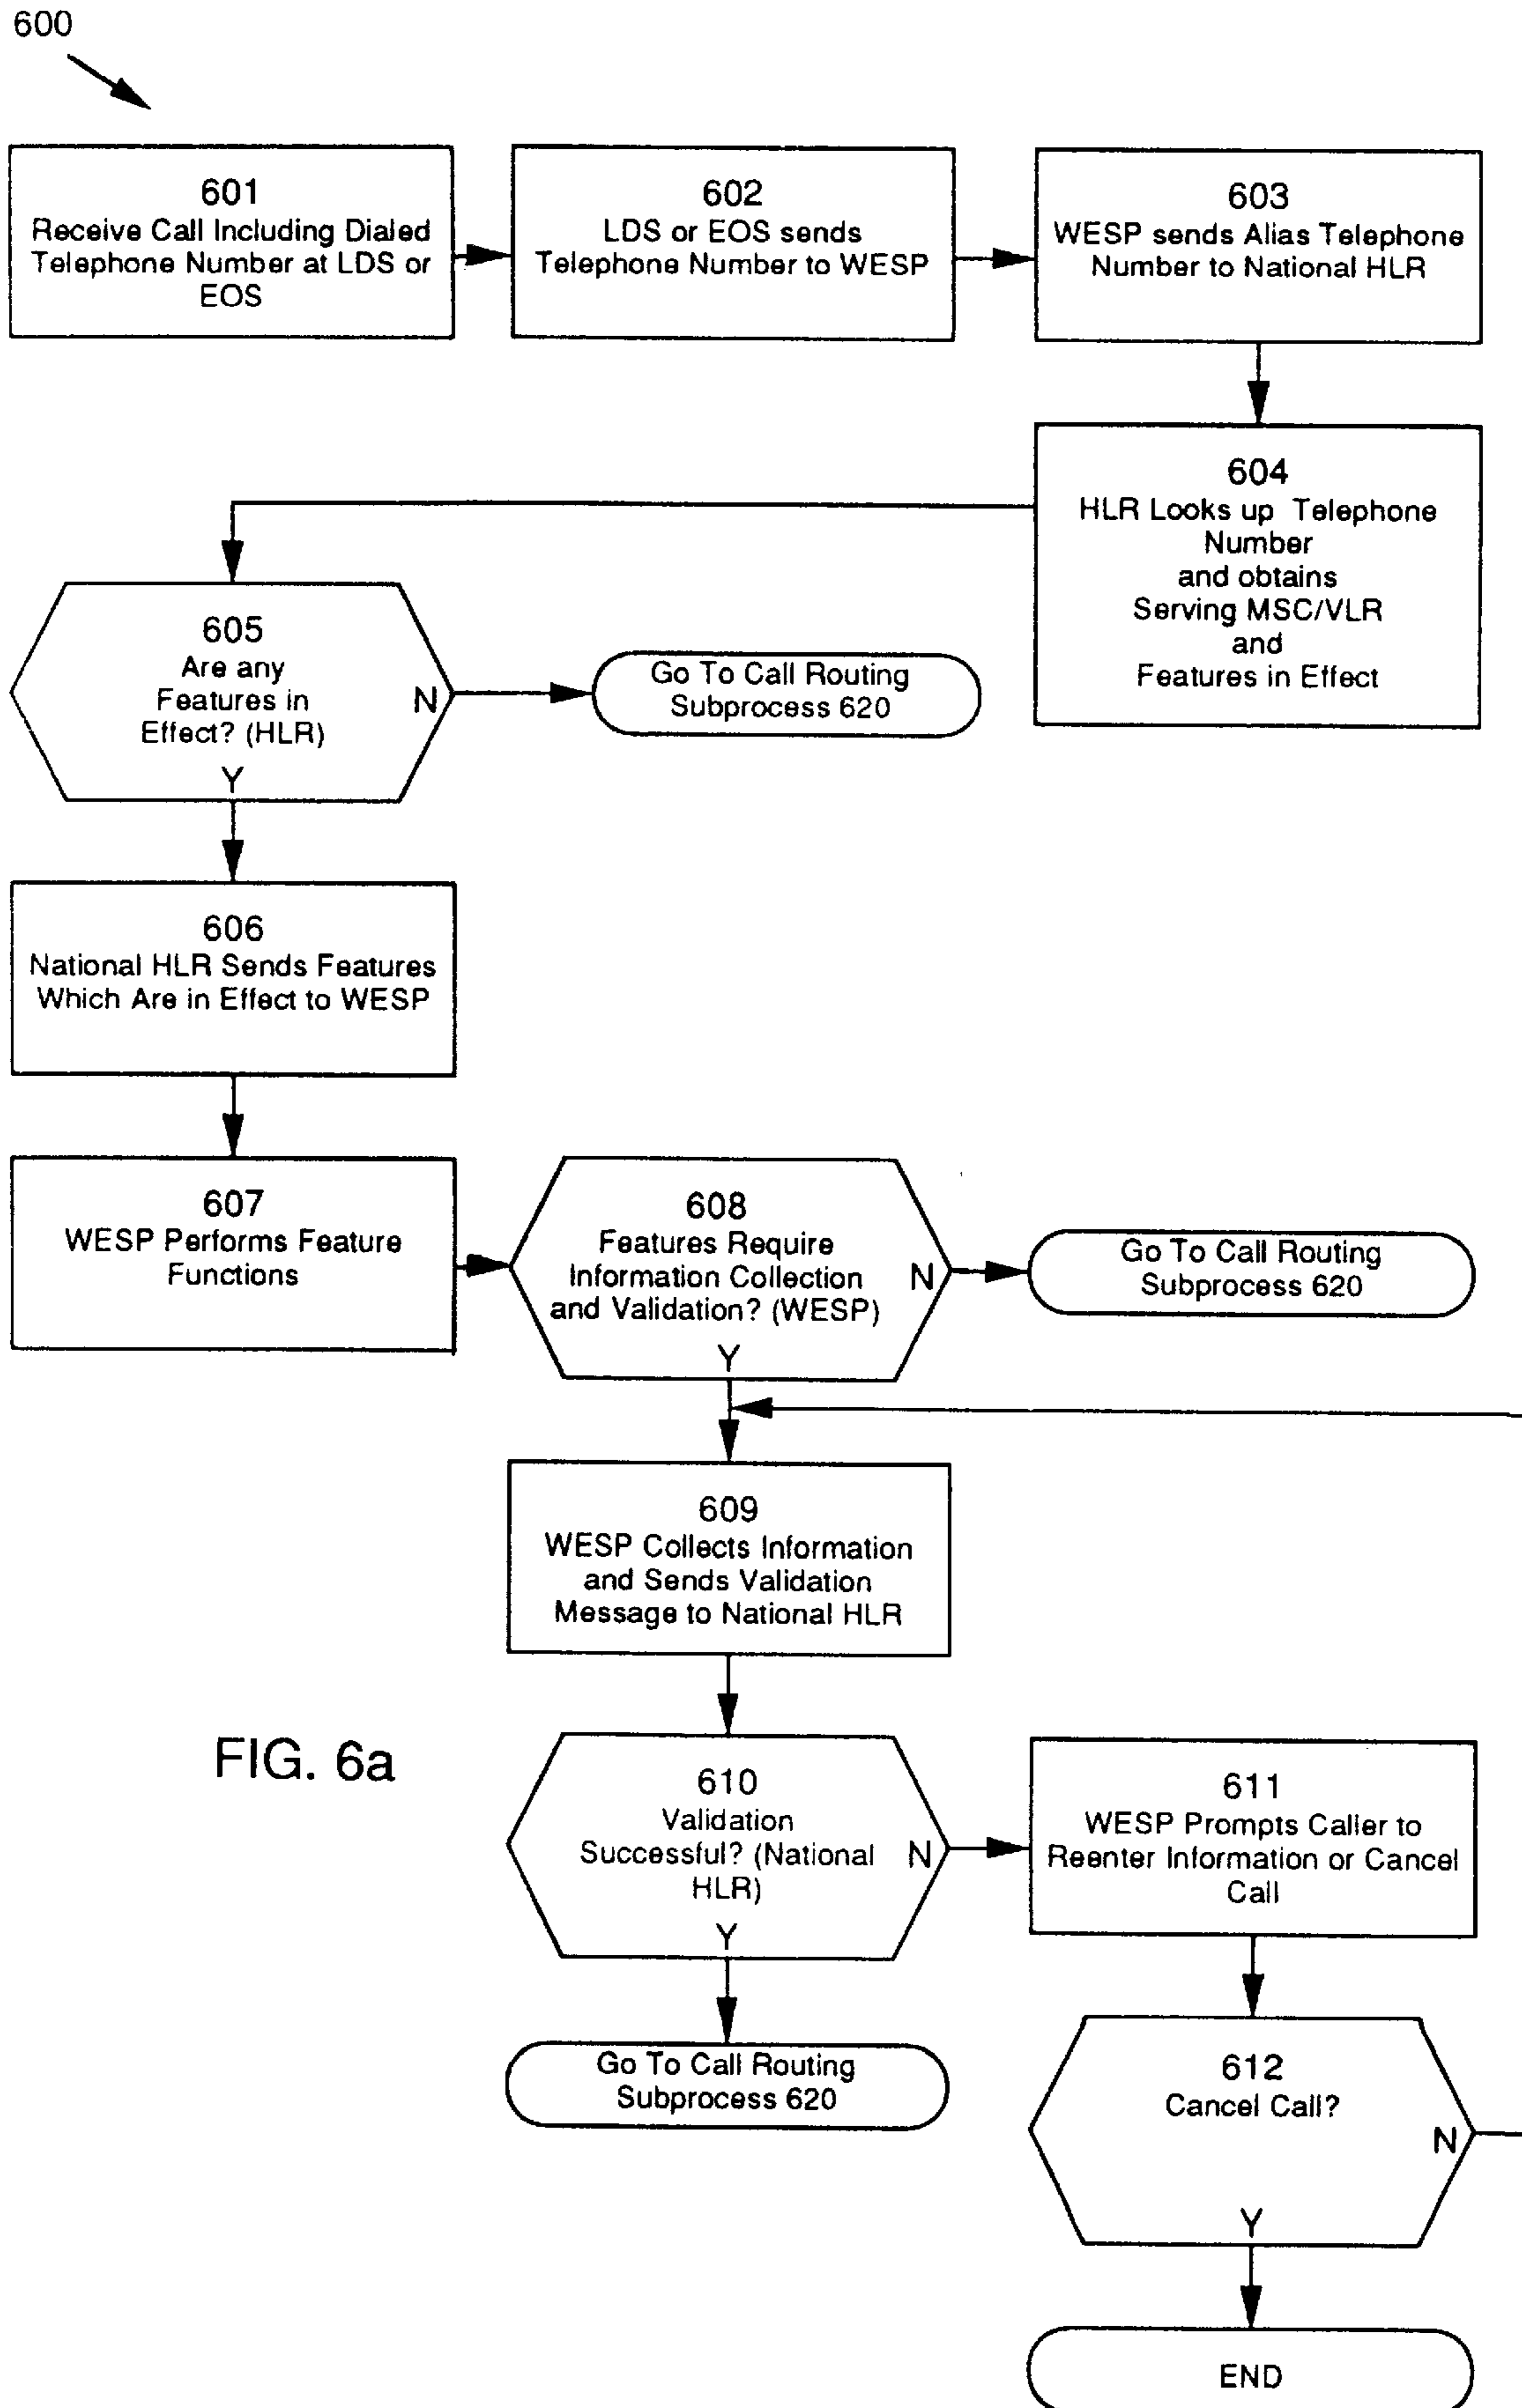 600
601
Receive Call Including Dialed
Telephone Number at LDS or
EOS
602
LDS or EOS sends
Telephone Number to WESP
603
WESP sends Alias Telephone
Number to National HLR
604
HLR Looks up Telephone
Number
and obtains
Serving MSC/VLR
and
Features in Effect
605
Are any
Features in
Effect? (HLR)
N
Y
Go To Call Routing
Subprocess 620
606
National HLR Sends Features
Which Are in Effect to WESP
607
WESP Performs Feature
Functions
608
Features Require
Information Collection
and Validation? (WESP)
N
Y
Go To Call Routing
Subprocess 620
609
WESP Collects Information
and Sends Validation
Message to National HLR
FIG. 6a
610
Validation
Successful? (National
HLR)
N
Y
611
WESP Prompts Caller to
Reenter Information or Cancel
Call
Go To Call Routing
Subprocess 620
612
Cancel Call?
N
Y
END